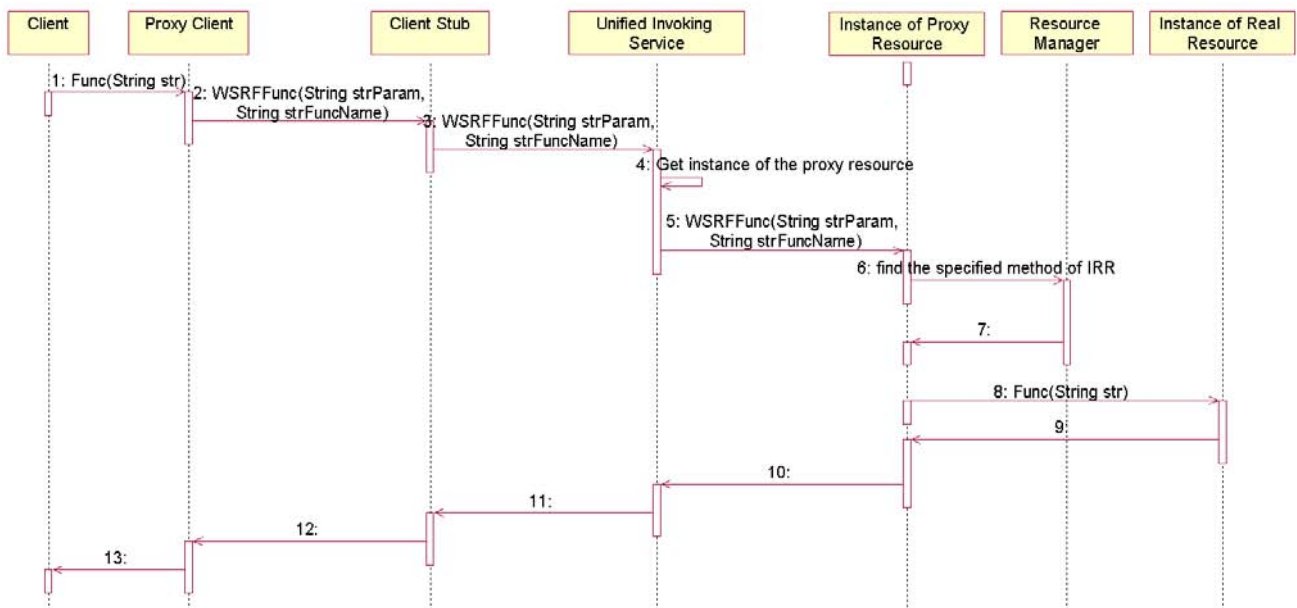 Client
Proxy Client
Client Stub
Unified Invoking
Service
Instance of Proxy
Resource
Resource
Manager
Instance of Real
Resource
1: Func(String str)
2: WSRFFunc(String strParam,
String strFuncName)
3: WSRFFunc(String strParam,
String strFuncName)
4: Get instance of the proxy resource
5: WSRFFunc(String strParam,
String strFuncName)
6: find the specified method of IRR
7:
8: Func(String str)
9:
10:
11:
12:
13: